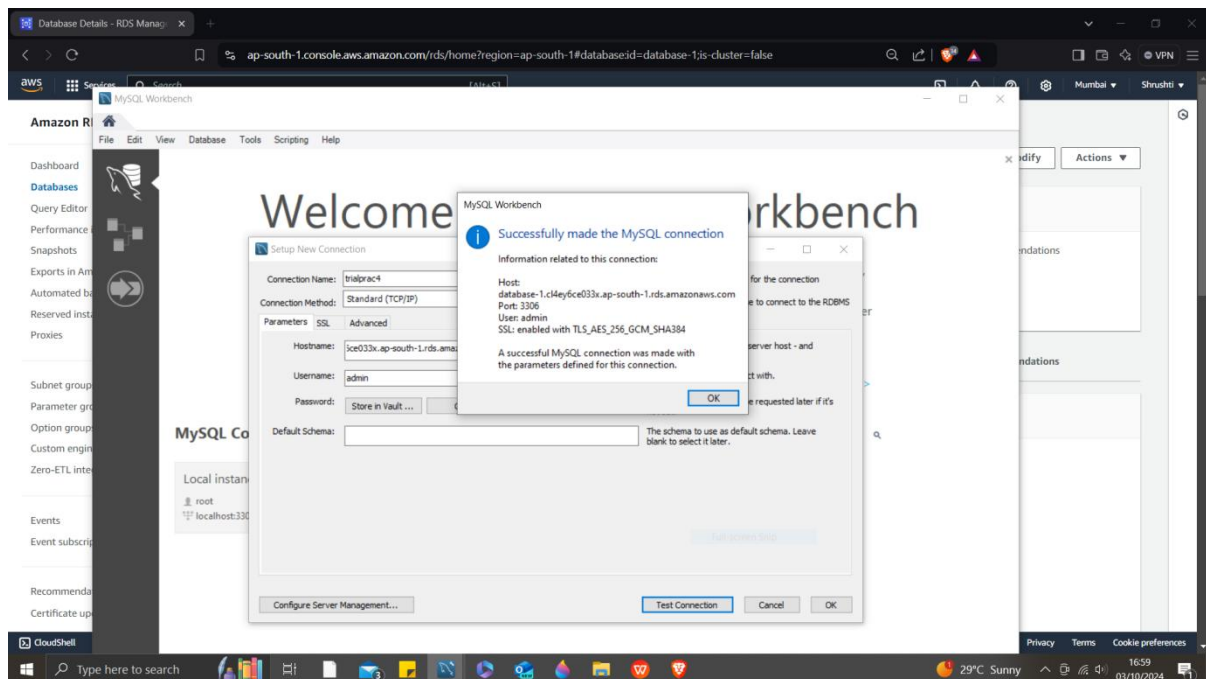 Database Details - RDS Manag
ap-south-1.console.aws.amazon.com/rds/home?region=ap-south-1#database:id=database-1;is-cluster=false
VPN
aws
Services
Search
[Alt+S]
Mumbai
Shrushti
MySQL Workbench
Amazon R
File Edit View Database Tools Scripting Help
Dashboard
Databases
Query Editor
Performance
Snapshots
Exports in Am
Automated ba
Reserved insta
Proxies
Subnet group
Parameter gro
Option group
Custom engin
Zero-ETL inte
Events
Event subscrip
Recommenda
Certificate up
odify
Actions
ndations
ndations
Welcome
rkbench
er
MySQL Co
Local instan
root
localhost:330
Setup New Connection
Connection Name: trialprac4
for the connection
Connection Method: Standard (TCP/IP)
e to connect to the RDBMS
Parameters SSL Advanced
Hostname: ice033x.ap-south-1.rds.amaz
server host - and
Username: admin
ct with.
Password: Store in Vault ...
e requested later if it's
Default Schema:
The schema to use as default schema. Leave
blank to select it later.
Configure Server Management...
Test Connection
Cancel
OK
MySQL Workbench
Successfully made the MySQL connection
Information related to this connection:
Host:
database-1.cl4ey6ce033x.ap-south-1.rds.amazonaws.com
Port: 3306
User: admin
SSL: enabled with TLS_AES_256_GCM_SHA384
A successful MySQL connection was made with
the parameters defined for this connection.
OK
CloudShell
Privacy Terms Cookie preferences
Type here to search
29°C Sunny
16:59
03/10/2024